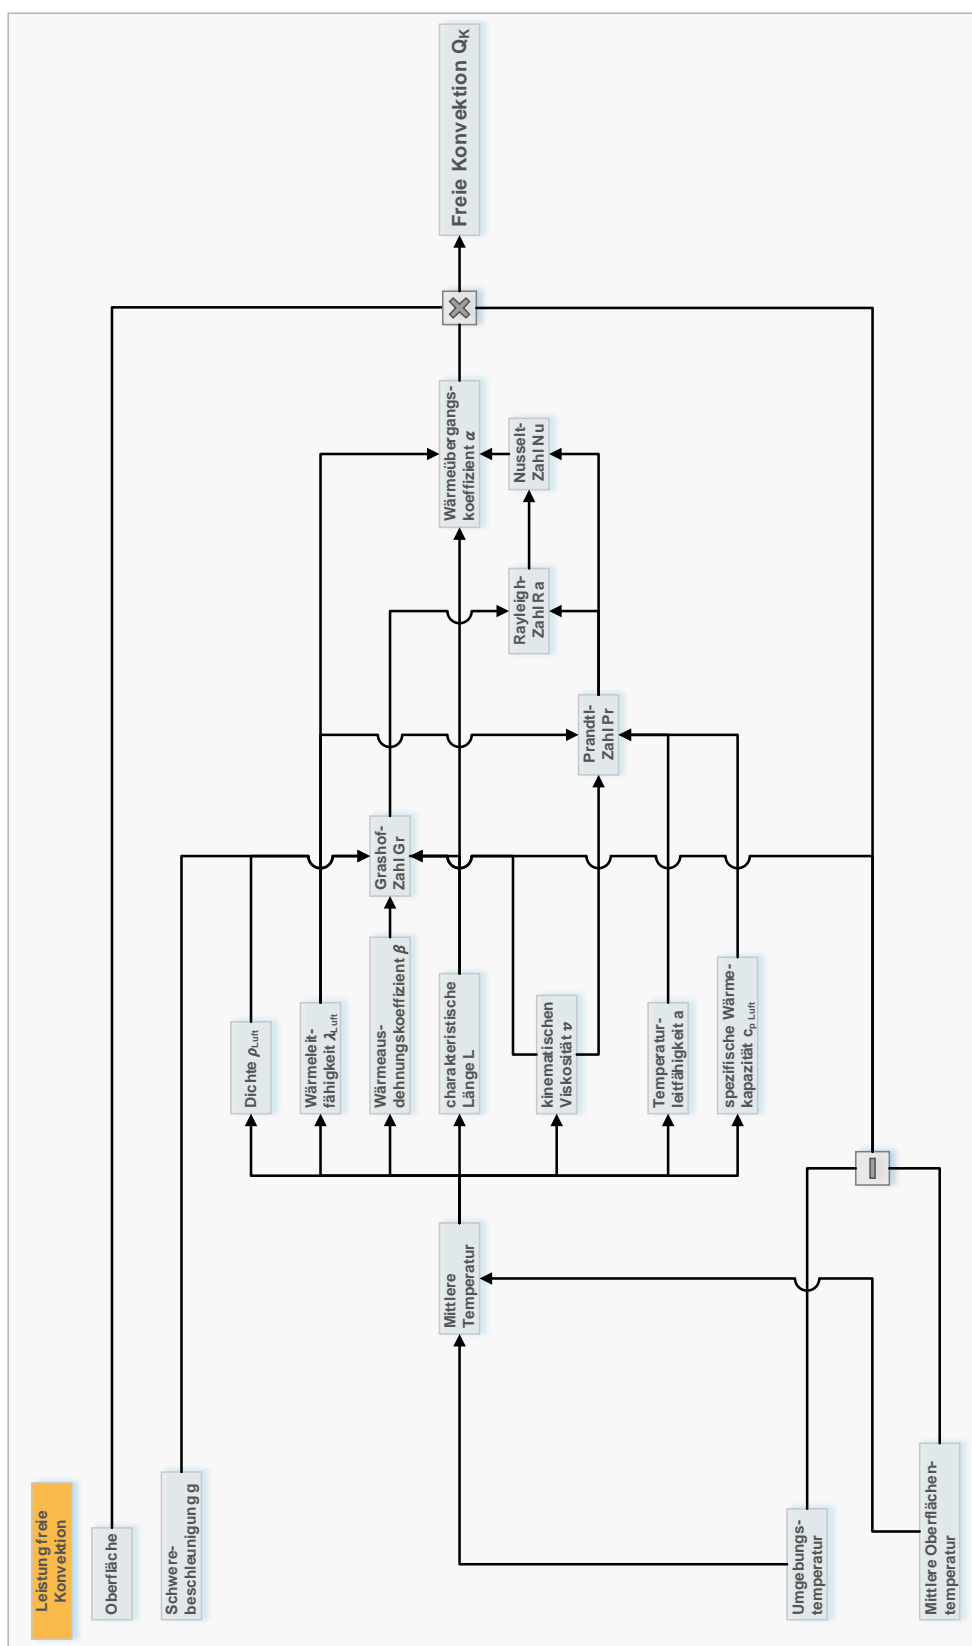 Leistung freie
Konvektion
Oberfläche
Schwere-
beschleunigung g
Umgebungs-
temperatur
Mittlere Oberflächen-
temperatur
Mittlere
Temperatur
Dichte ρLuft
Wärmeleit-
fähigkeit λLuft
Wärmeaus-
dehnungskoeffizient β
charakteristische
Länge L
kinematischen
Viskosität ν
Temperatur-
leitfähigkeit a
spezifische Wärme-
kapazität cp Luft
Grashof-
Zahl Gr
Prandtl-
Zahl Pr
Rayleigh-
Zahl Ra
Nusselt-
Zahl Nu
Wärmeübergangs-
koeffizient α
Freie Konvektion QK